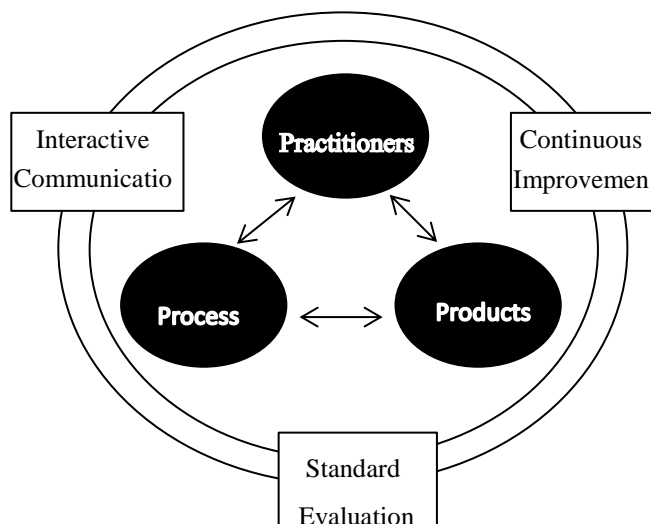 Practitioners
Interactive
Communicatio
Continuous
Improvemen
Process
Products
Standard
Evaluation